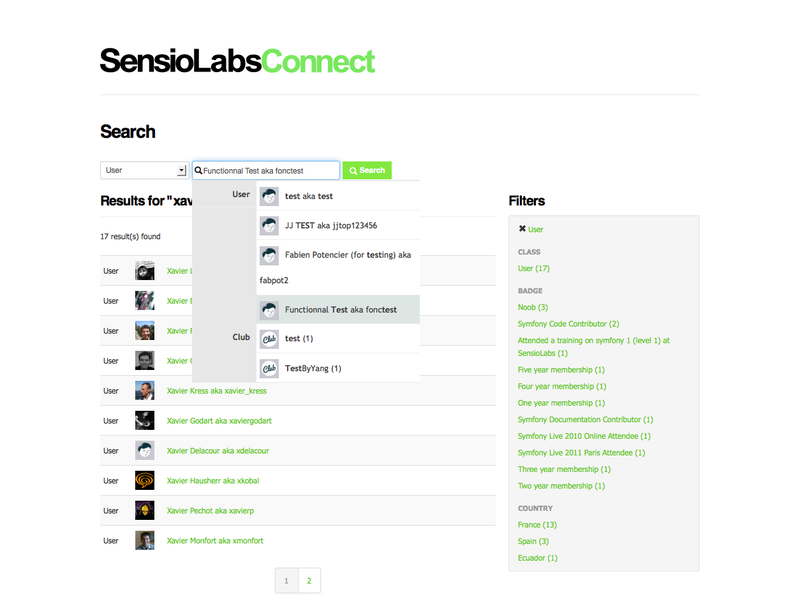 SensioLabsConnect
Search
User
Functionnal Test aka fonctest
Search
Results for "xav
17 result(s) found
User
test aka test
JJ TEST aka jjtop123456
Fabien Potencier (for testing) aka
fabpot2
Functionnal Test aka fonctest
Club
Club
test (1)
Club
TestByYang (1)
User
Xavier
User
Xavier
User
Xavier
User
Xavier
User
Xavier Kress aka xavier_kress
User
Xavier Godart aka xaviergodart
User
Xavier Delacour aka xdelacour
User
Xavier Hausherr aka xkobal
User
Xavier Pechot aka xavierp
User
Xavier Monfort aka xmonfort
1
2
Filters
User
CLASS
User (17)
BADGE
Noob (3)
Symfony Code Contributor (2)
Attended a training on symfony 1 (level 1) at
SensioLabs (1)
Five year membership (1)
Four year membership (1)
One year membership (1)
Symfony Documentation Contributor (1)
Symfony Live 2010 Online Attendee (1)
Symfony Live 2011 Paris Attendee (1)
Three year membership (1)
Two year membership (1)
COUNTRY
France (13)
Spain (3)
Ecuador (1)